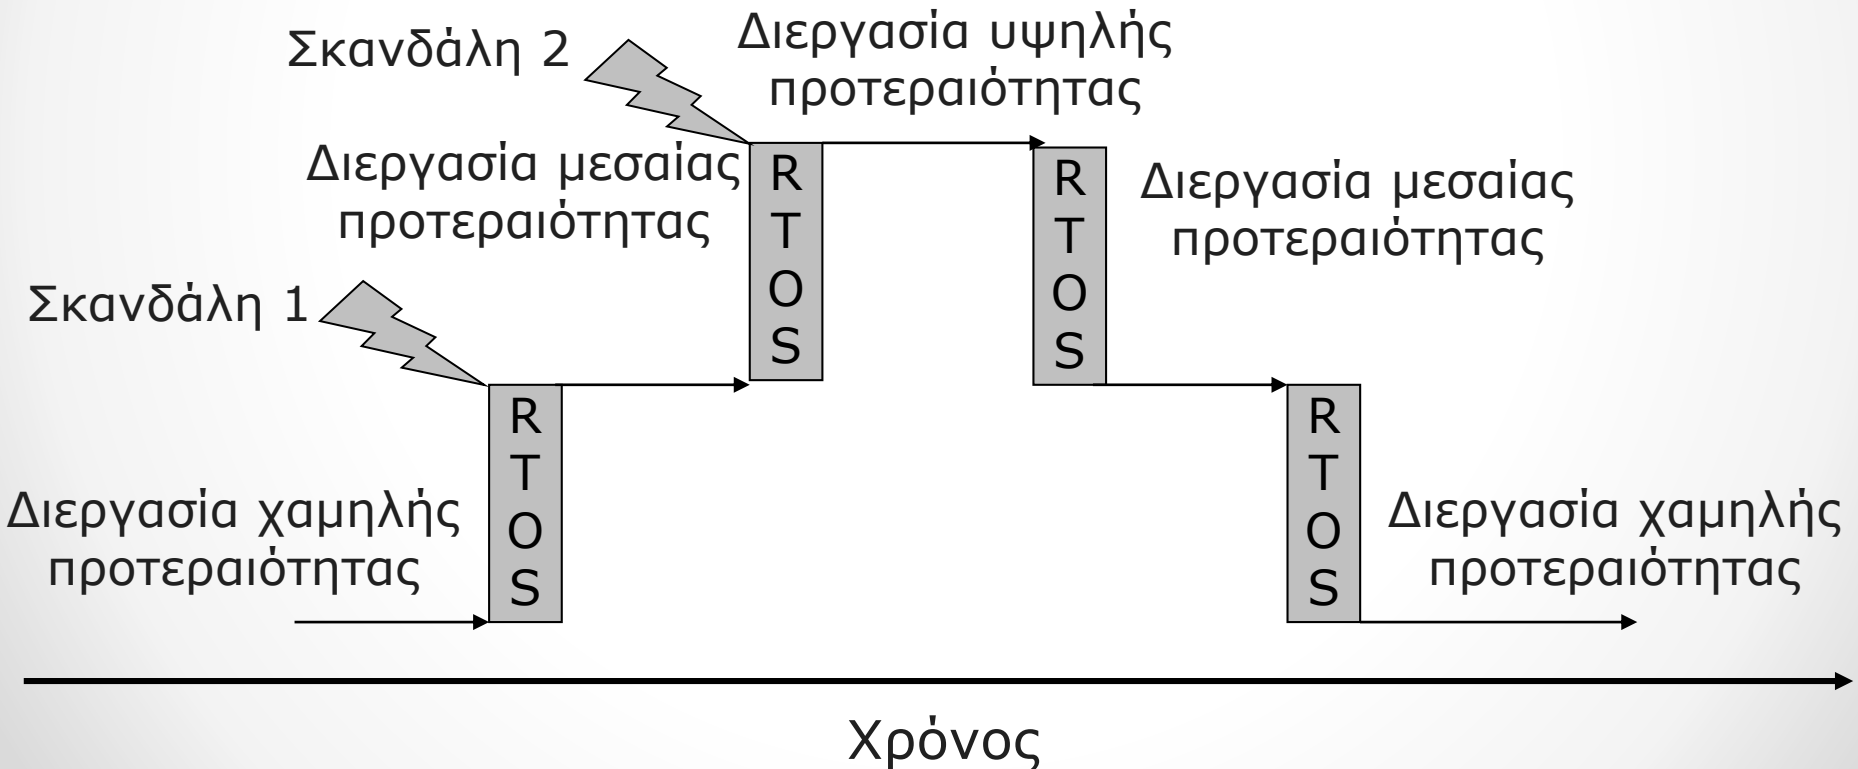 Σκανδάλη 2
Διεργασία υψηλής
προτεραιότητας
Διεργασία μεσαίας
προτεραιότητας
R
T
O
S
R
T
O
S
Διεργασία μεσαίας
προτεραιότητας
Σκανδάλη 1
Διεργασία χαμηλής
προτεραιότητας
R
T
O
S
R
T
O
S
Διεργασία χαμηλής
προτεραιότητας
Χρόνος